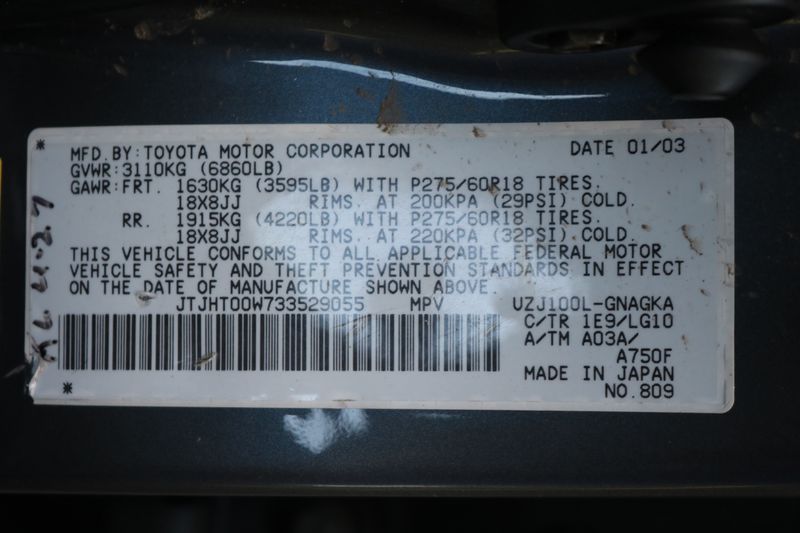 MFD. BY: TOYOTA MOTOR CORPORATION DATE 01/03
GVWR: 3110KG (6860LB)
GAWR: FRT. 1630KG (3595LB) WITH P275/60R18 TIRES.
18X8JJ RIMS. AT 200KPA (29PSI) COLD.
RR. 1915KG (4220LB) WITH P275/60R18 TIRES.
18X8JJ RIMS. AT 220KPA (32PSI) COLD.
THIS VEHICLE CONFORMS TO ALL APPLICABLE FEDERAL MOTOR
VEHICLE SAFETY AND THEFT PREVENTION STANDARDS IN EFFECT
ON THE DATE OF MANUFACTURE SHOWN ABOVE.
JTJHT00W733529055 MPV UZJ100L-GNAGKA
C/TR 1E9/LG10
A/TM A03A/
A750F
MADE IN JAPAN
NO.809